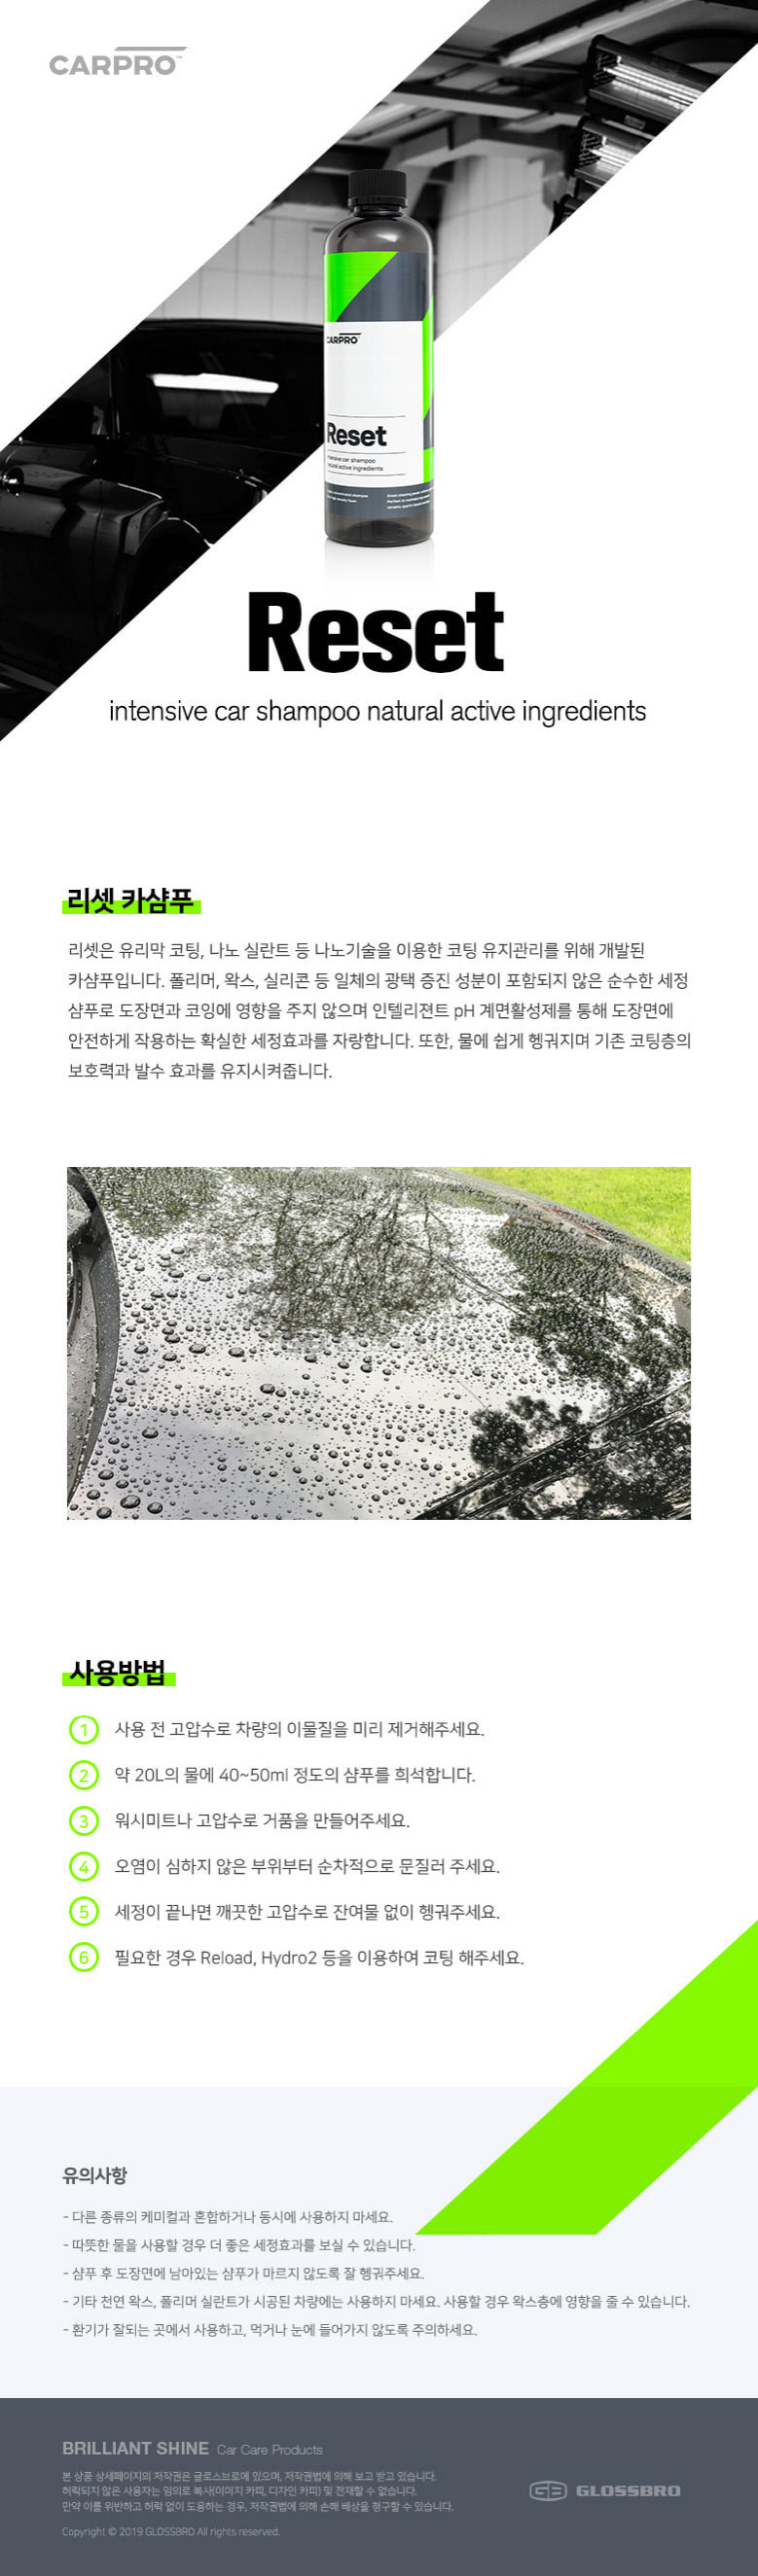 CARPRO™
CARPRO
Reset
intensive car shampoo
natural active ingredients
Reset
intensive car shampoo natural active ingredients
리셋 카샴푸
리셋은 유리막 코팅, 나노 실란트 등 나노기술을 이용한 코팅 유지관리를 위해 개발된
카샴푸입니다. 폴리머, 왁스, 실리콘 등 일체의 광택 증진 성분이 포함되지 않은 순수한 세정
샴푸로 도장면과 코잉에 영향을 주지 않으며 인텔리젼트 pH 계면활성제를 통해 도장면에
안전하게 작용하는 확실한 세정효과를 자랑합니다. 또한, 물에 쉽게 헹궈지며 기존 코팅층의
보호력과 발수 효과를 유지시켜줍니다.
사용방법
1 사용 전 고압수로 차량의 이물질을 미리 제거해주세요.
2 약 20L의 물에 40~50ml 정도의 샴푸를 희석합니다.
3 워시미트나 고압수로 거품을 만들어주세요.
4 오염이 심하지 않은 부위부터 순차적으로 문질러 주세요.
5 세정이 끝나면 깨끗한 고압수로 잔여물 없이 헹궈주세요.
6 필요한 경우 Reload, Hydro2 등을 이용하여 코팅 해주세요.
유의사항
- 다른 종류의 케미컬과 혼합하거나 동시에 사용하지 마세요.
- 따뜻한 물을 사용할 경우 더 좋은 세정효과를 보실 수 있습니다.
- 샴푸 후 도장면에 남아있는 샴푸가 마르지 않도록 잘 헹궈주세요.
- 기타 천연 왁스, 폴리머 실란트가 시공된 차량에는 사용하지 마세요. 사용할 경우 왁스층에 영향을 줄 수 있습니다.
- 환기가 잘되는 곳에서 사용하고, 먹거나 눈에 들어가지 않도록 주의하세요.
BRILLIANT SHINE Car Care Products
본 상품 상세페이지의 저작권은 글로스브로에 있으며, 저작권법에 의해 보고 받고 있습니다.
허락되지 않은 사용자는 임의로 복사(이미지 카피, 디자인 카피) 및 전재할 수 없습니다.
만약 이를 위반하고 허락 없이 도용하는 경우, 저작권법에 의해 손해 배상을 청구할 수 있습니다.
GLOSSBRO
Copyright © 2019 GLOSSBRO All rights reserved.